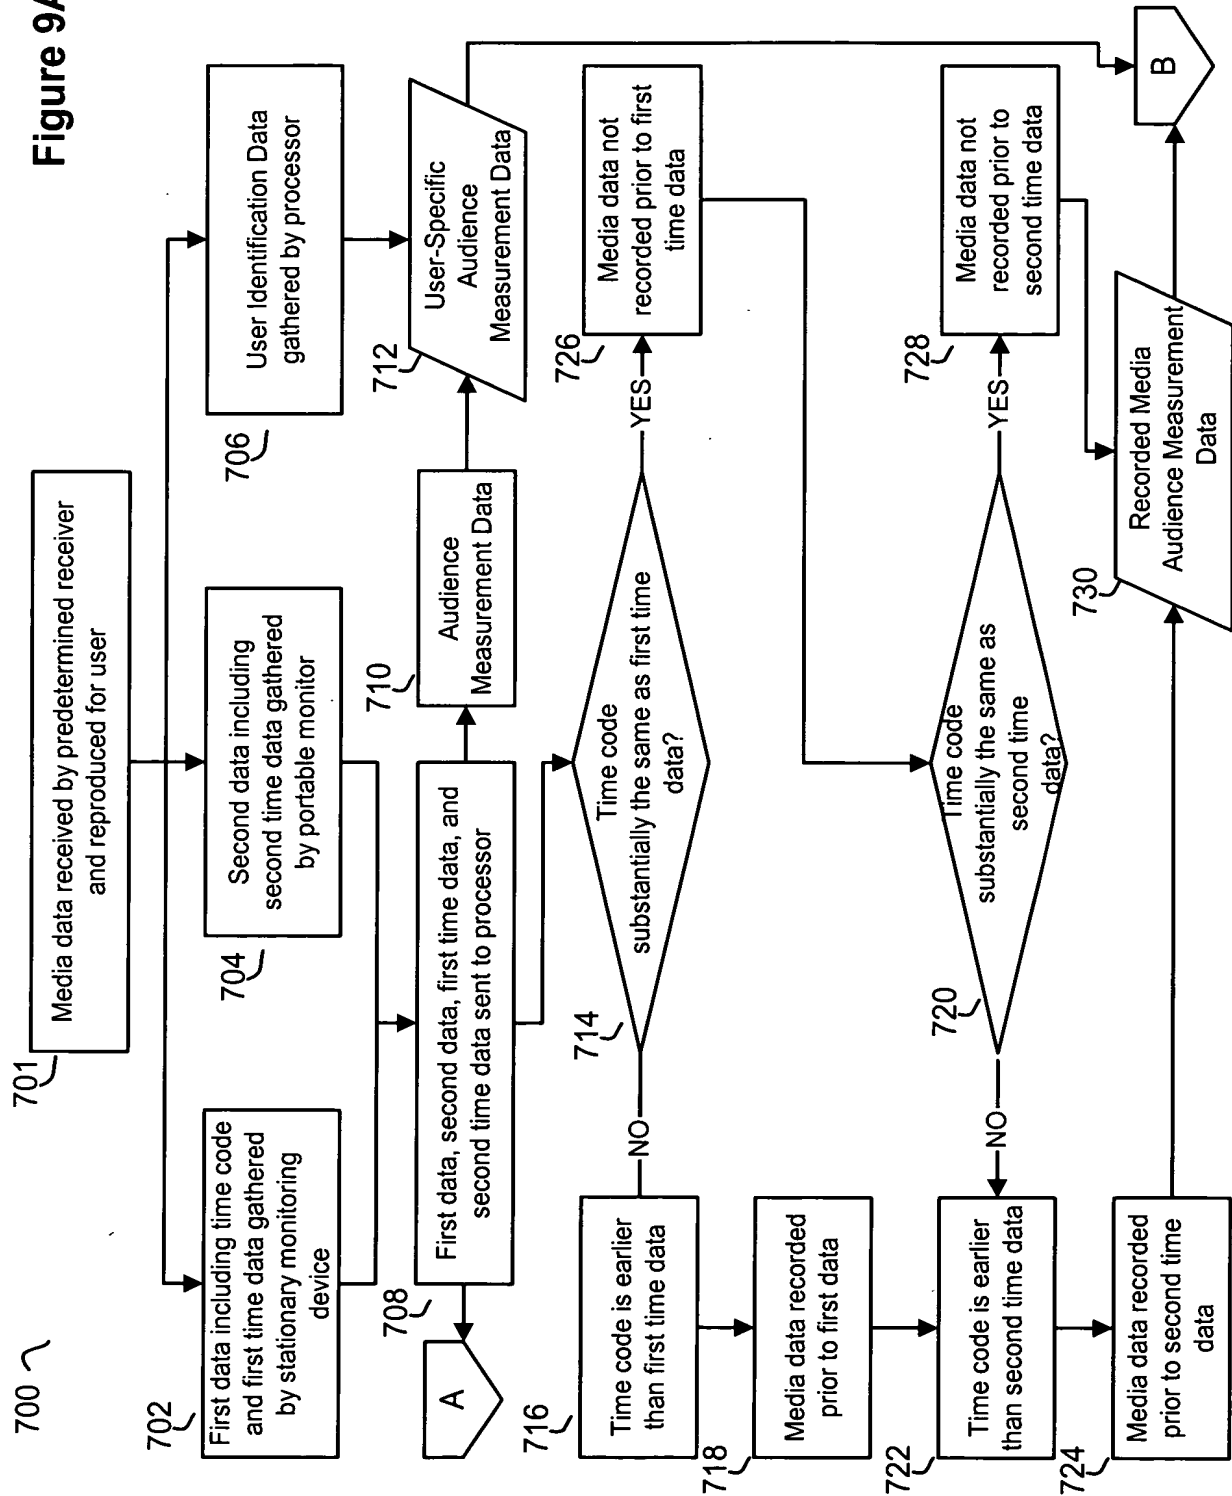 Figure 9A
700
701
Media data received by predetermined receiver
and reproduced for user
702
First data including time code
and first time data gathered
by stationary monitoring
device
704
Second data including
second time data gathered
by portable monitor
706
User Identification Data
gathered by processor
708
First data, second data, first time data, and
second time data sent to processor
A
710
Audience
Measurement Data
712
User-Specific
Audience
Measurement Data
714
Time code
substantially the same as first time
data?
NO
YES
716
Time code is earlier
than first time data
718
Media data recorded
prior to first data
726
Media data not
recorded prior to first
time data
720
Time code
substantially the same as
second time
data?
NO
YES
722
Time code is earlier
than second time data
724
Media data recorded
prior to second time
data
728
Media data not
recorded prior to
second time data
730
Recorded Media
Audience Measurement
Data
B